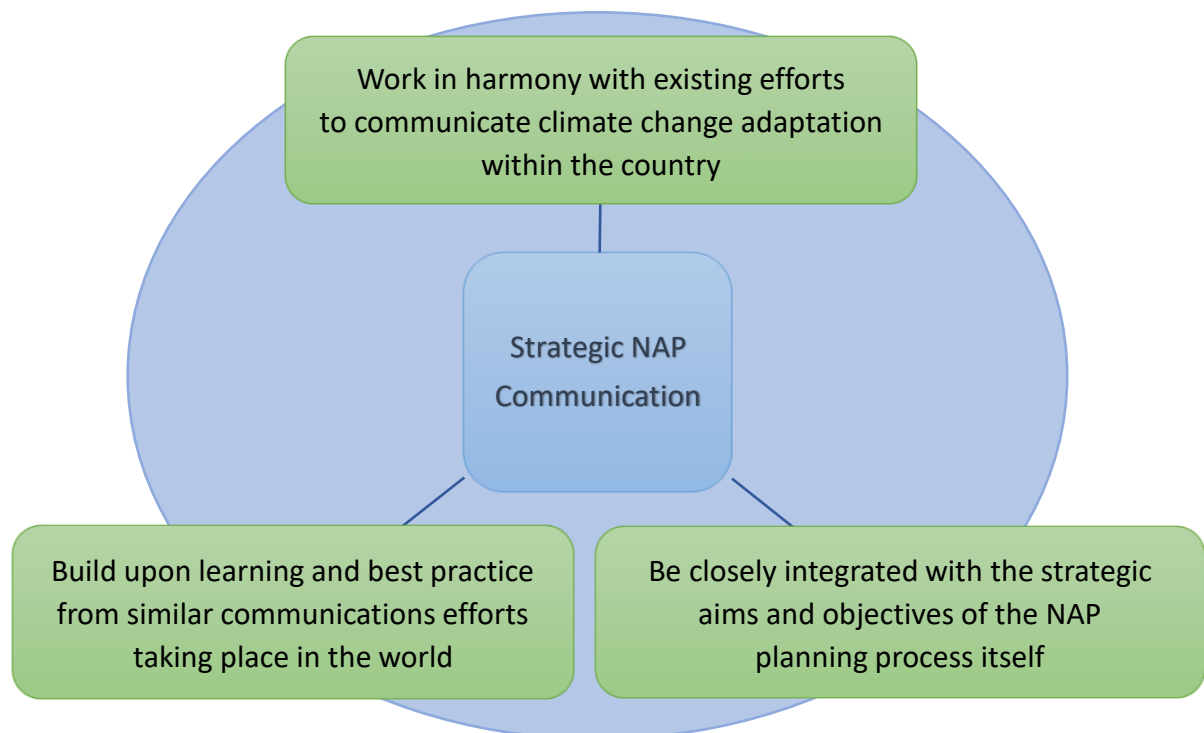 Work in harmony with existing efforts
to communicate climate change adaptation
within the country
Strategic NAP
Communication
Build upon learning and best practice
from similar communications efforts
taking place in the world
Be closely integrated with the strategic
aims and objectives of the NAP
planning process itself